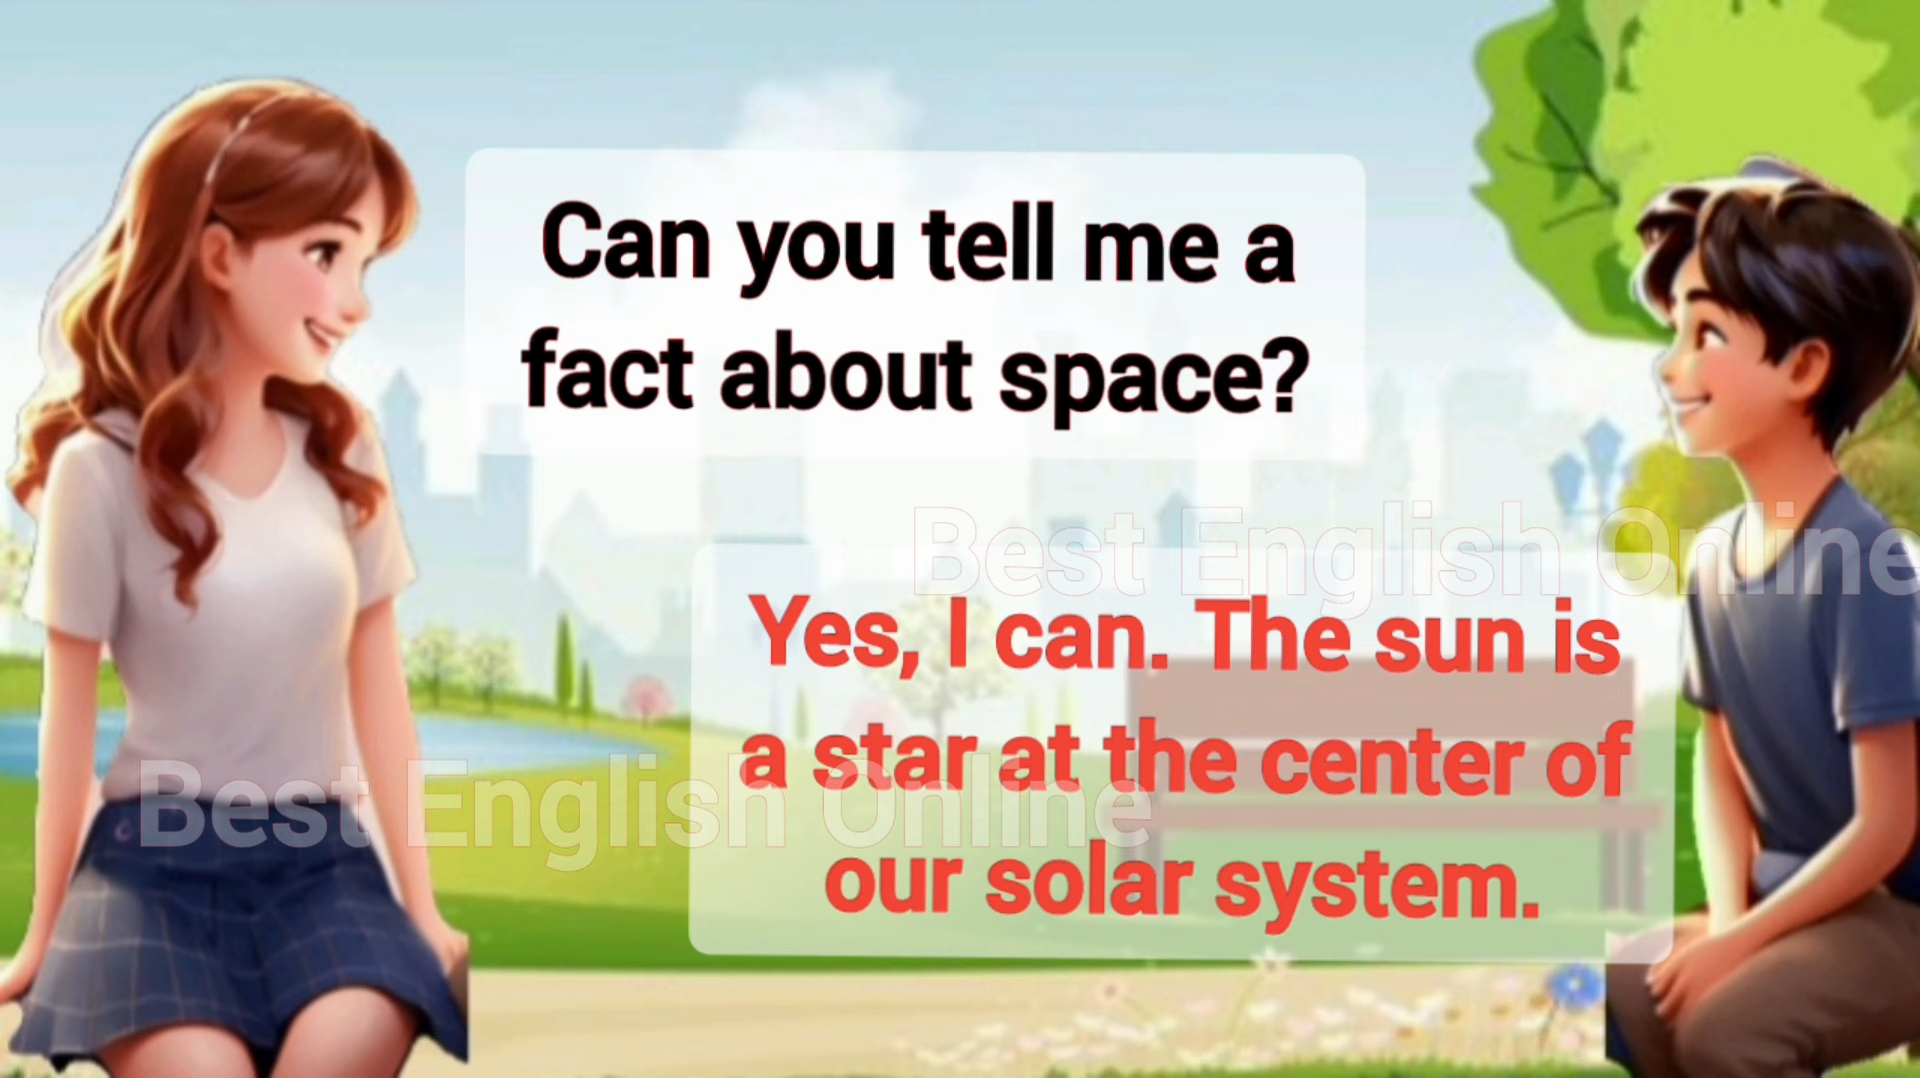 Can you tell me a
fact about space?
Best English Online
Yes, I can. The sun is
a star at the center of
Best English Online
our solar system.